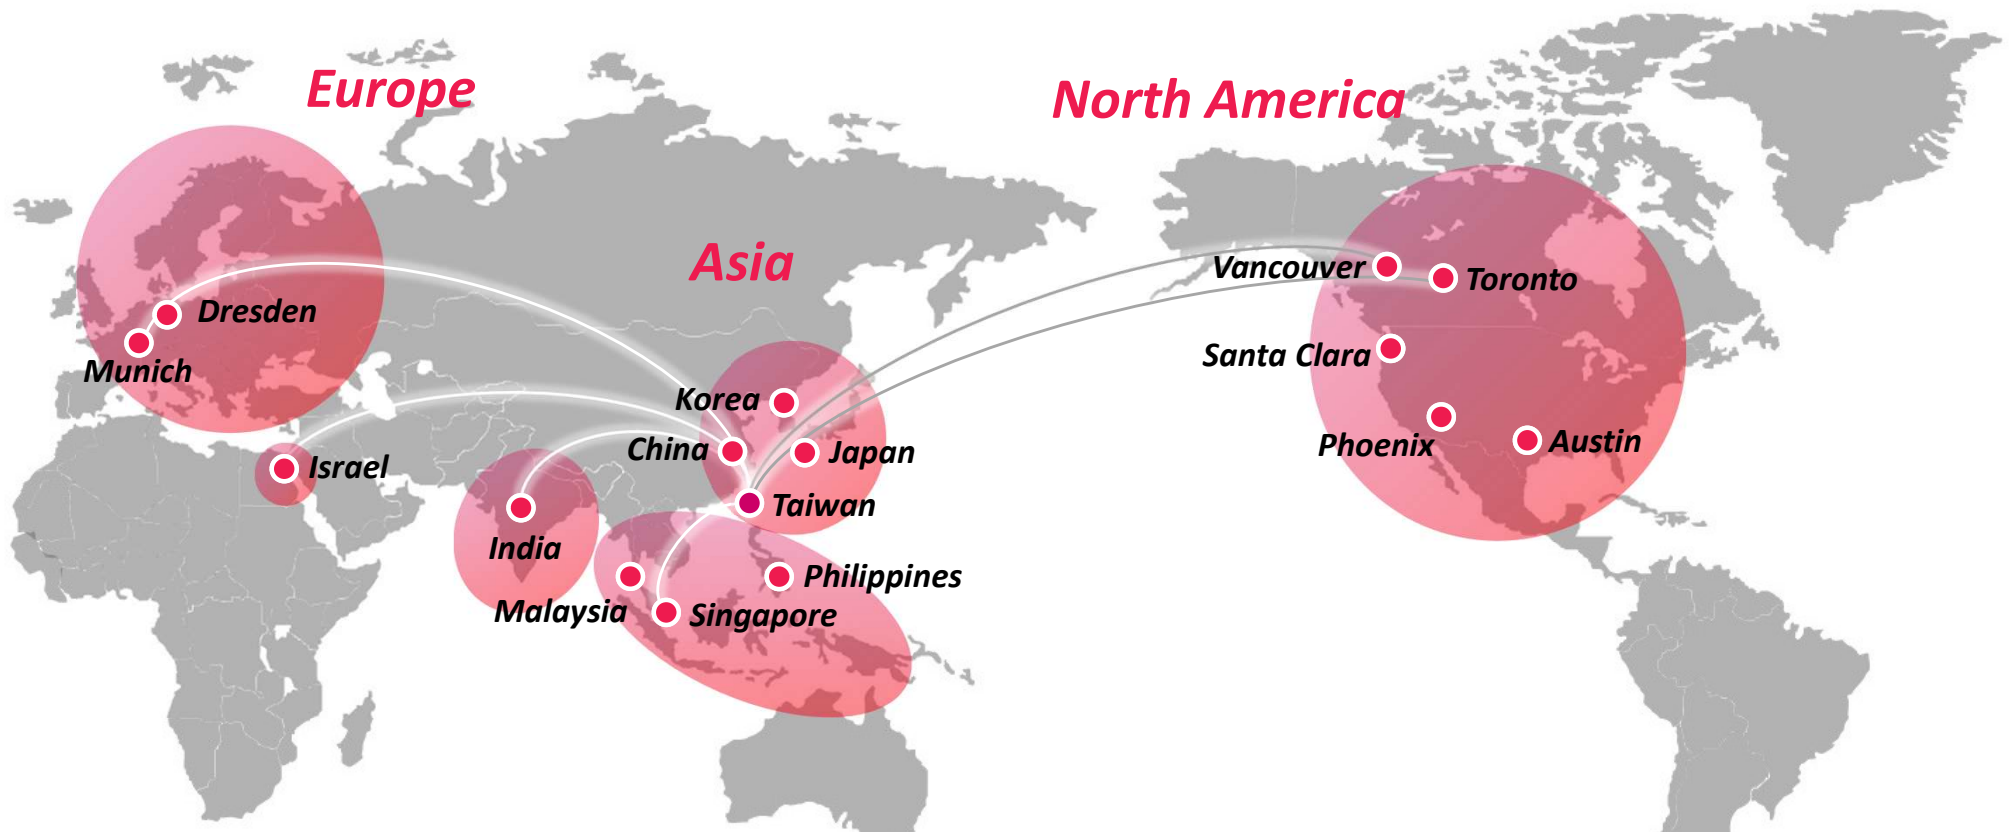 Europe
North America
Asia
Vancouver
Toronto
Dresden
Munich
Santa Clara
Korea
China
Japan
Phoenix
Austin
Israel
Taiwan
India
Philippines
Malaysia
Singapore